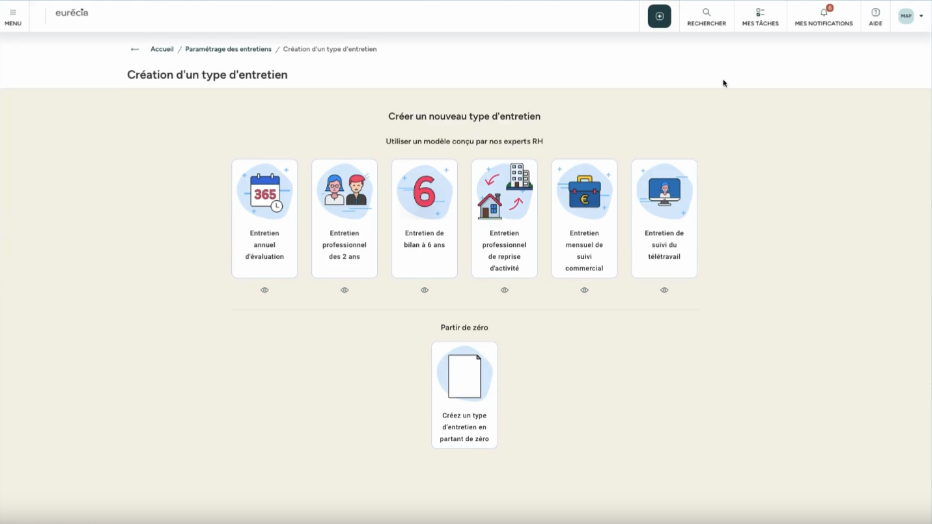 MENU
eurécia
RECHERCHER
MES TÂCHES
6
MES NOTIFICATIONS
AIDE
MAP
← Accueil / Paramétrage des entretiens / Création d'un type d'entretien
Création d'un type d'entretien
Créer un nouveau type d'entretien
Utiliser un modèle conçu par nos experts RH
365
Entretien
annuel
d'évaluation
Entretien
professionnel
des 2 ans
6
Entretien de
bilan à 6 ans
Entretien
professionnel
de reprise
d'activité
€
Entretien
mensuel de
suivi
commercial
Entretien de
suivi du
télétravail
Partir de zéro
Créez un type
d'entretien en
partant de zéro